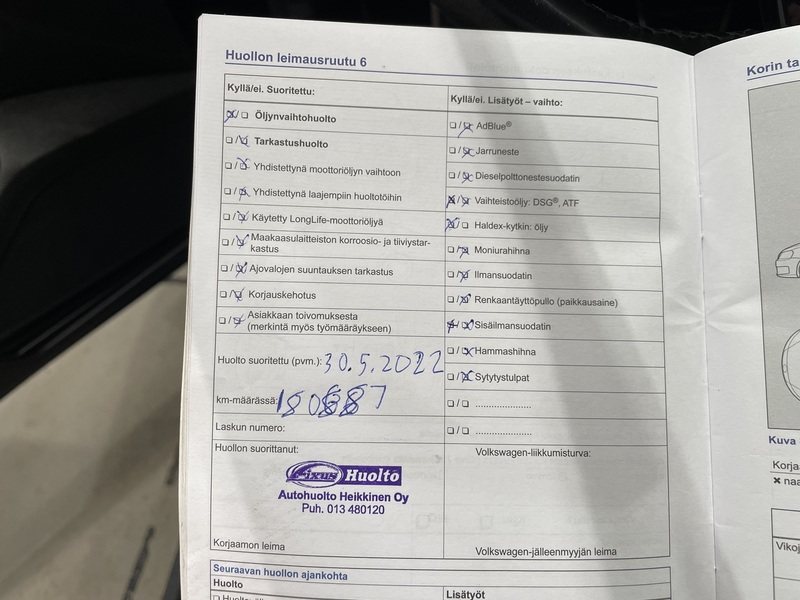 Huollon leimausruutu 6
Kyllä/ei. Suoritettu:
☒/☐ Öljynvaihtohuolto
☐/☒ Tarkastushuolto
☐/☒ Yhdistettynä moottoriöljyn vaihtoon
☐/☒ Yhdistettynä laajempiin huoltotöihin
☐/☒ Käytetty LongLife-moottoriöljyä
☐/☒ Maakaasulaitteiston korroosio- ja tiiviystar-
kastus
☐/☒ Ajovalojen suuntauksen tarkastus
☐/☒ Korjauskehotus
☐/☒ Asiakkaan toivomuksesta
(merkintä myös työmääräykseen)
Huolto suoritettu (pvm.): 30.5.2022
km-määrässä:
Laskun numero:
Huollon suorittanut:
Fixus Huolto
Autohuolto Heikkinen Oy
Puh. 013 480120
Korjaamon leima
Kyllä/ei. Lisätyöt – vaihto:
☐/☒ AdBlue®
☐/☒ Jarruneste
☐/☒ Dieselpolttonestesuodatin
☒/☒ Vaihteistoöljy: DSG®, ATF
☒/☐ Haldex-kytkin: öljy
☐/☒ Moniurahihna
☐/☒ Ilmansuodatin
☐/☒ Renkaantäyttöpullo (paikkausaine)
☒/☒ Sisäilmansuodatin
☐/☒ Hammashihna
☐/☒ Sytytystulpat
☐/☐ .....................
☐/☐ .....................
Volkswagen-liikkumisturva:
Volkswagen-jälleenmyyjän leima
Seuraavan huollon ajankohta
Huolto
Lisätyöt
Korin ta
Kuva
Korja
✖ naa
Vikoj